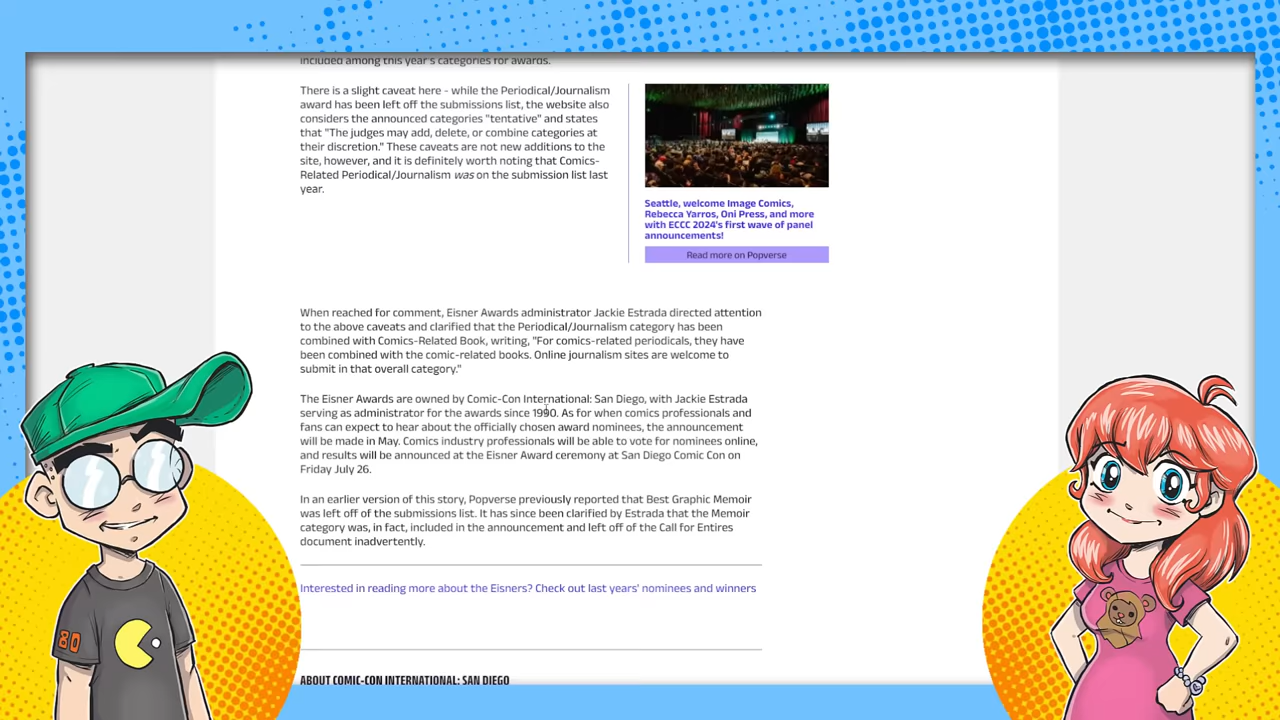 included among this year's categories for awards.
There is a slight caveat here - while the Periodical/Journalism
award has been left off the submissions list, the website also
considers the announced categories "tentative" and states
that "The judges may add, delete, or combine categories at
their discretion." These caveats are not new additions to the
site, however, and it is definitely worth noting that Comics-
Related Periodical/Journalism was on the submission list last
year.
Seattle, welcome Image Comics,
Rebecca Yarros, Oni Press, and more
with ECCC 2024's first wave of panel
announcements!
Read more on Popverse
When reached for comment, Eisner Awards administrator Jackie Estrada directed attention
to the above caveats and clarified that the Periodical/Journalism category has been
combined with Comics-Related Book, writing, "For comics-related periodicals, they have
been combined with the comic-related books. Online journalism sites are welcome to
submit in that overall category."
The Eisner Awards are owned by Comic-Con International: San Diego, with Jackie Estrada
serving as administrator for the awards since 1990. As for when comics professionals and
fans can expect to hear about the officially chosen award nominees, the announcement
will be made in May. Comics industry professionals will be able to vote for nominees online,
and results will be announced at the Eisner Award ceremony at San Diego Comic Con on
Friday July 26.
In an earlier version of this story, Popverse previously reported that Best Graphic Memoir
was left off of the submissions list. It has since been clarified by Estrada that the Memoir
category was, in fact, included in the announcement and left off of the Call for Entires
document inadvertently.
Interested in reading more about the Eisners? Check out last years' nominees and winners
ABOUT COMIC-CON INTERNATIONAL: SAN DIEGO
80